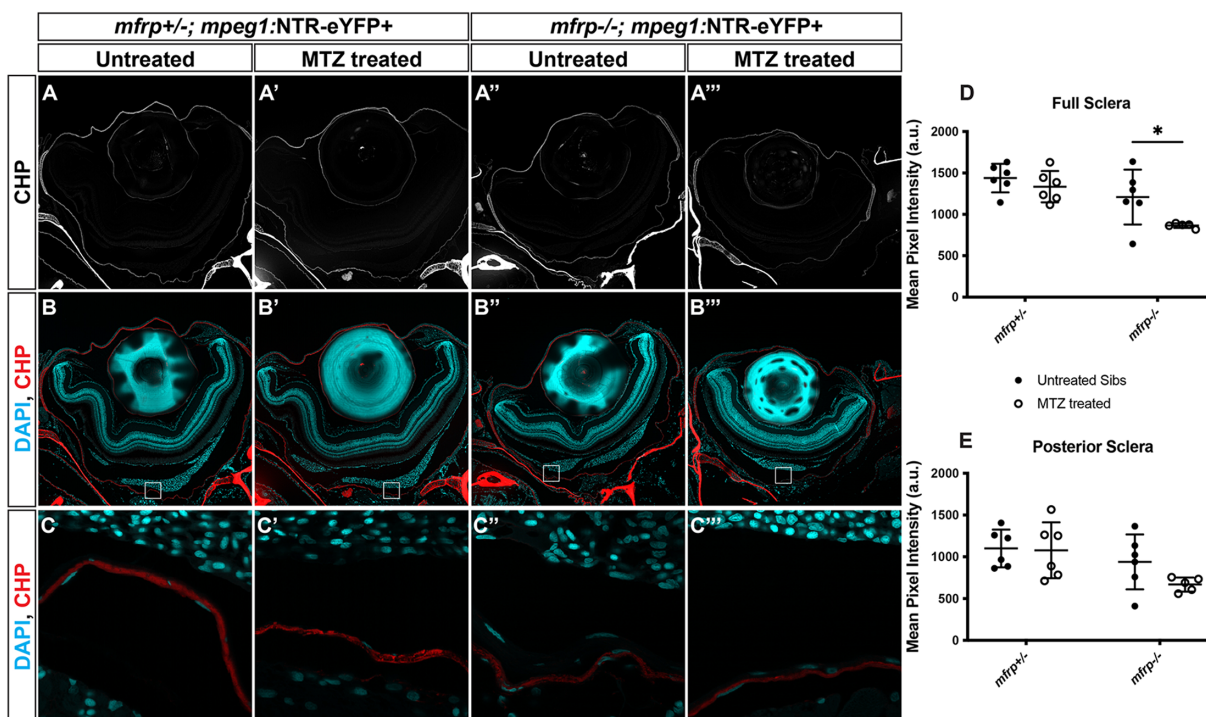 mfrp+/-; mpeg1:NTR-eYFP+
mfrp-/-; mpeg1:NTR-eYFP+
Untreated
MTZ treated
Untreated
MTZ treated
CHP
A
A'
A''
A'''
DAPI, CHP
B
B'
B''
B'''
DAPI, CHP
C
C'
C''
C'''
D
Full Sclera
Mean Pixel Intensity (a.u.)
2000
1500
1000
500
0
*
mfrp+/-
mfrp-/-
Untreated Sibs
MTZ treated
E
Posterior Sclera
Mean Pixel Intensity (a.u.)
2000
1500
1000
500
0
mfrp+/-
mfrp-/-